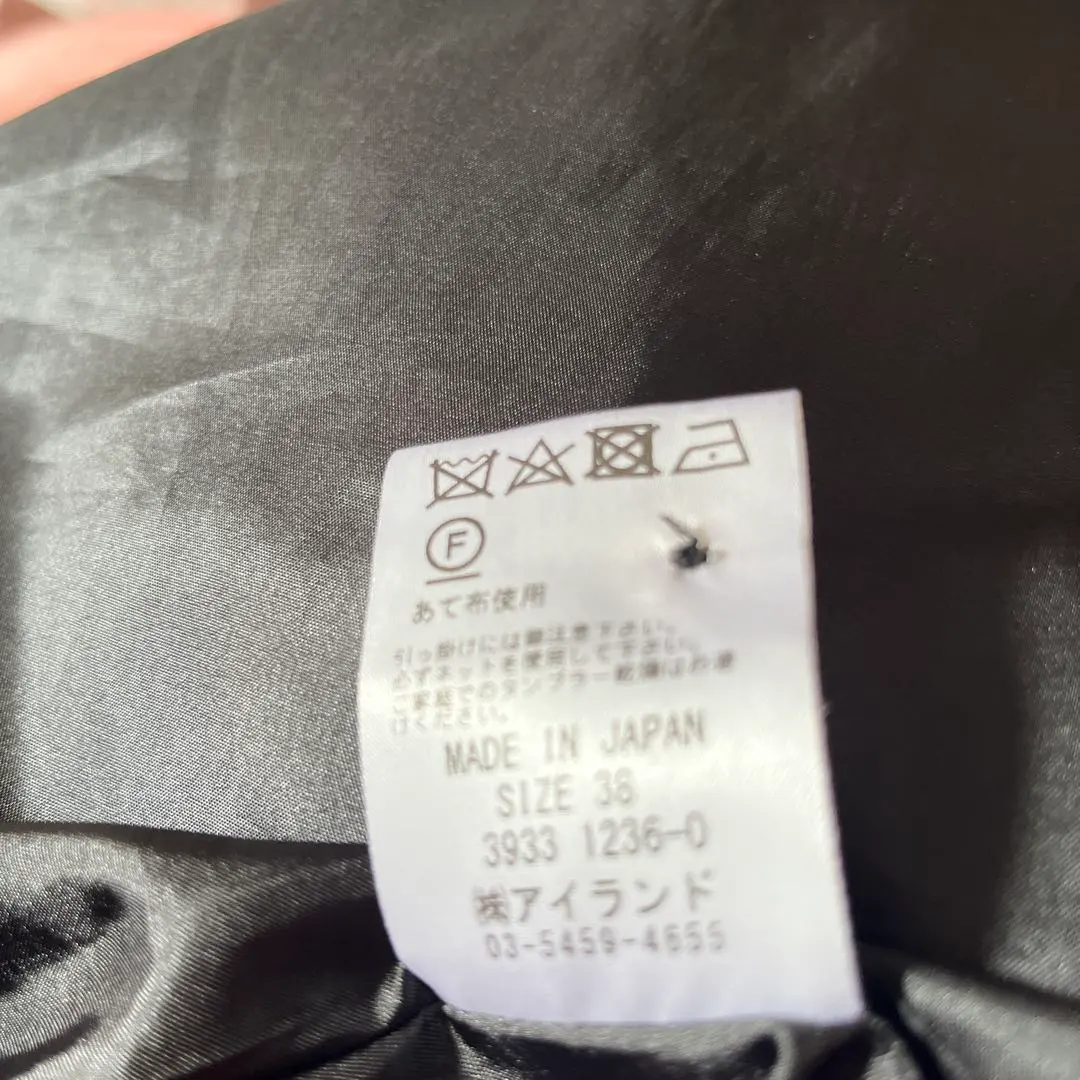 F
あて布使用
引っ掛けには御注意下さい。
必ずネットを使用して下さい。
ご家庭でのタンブラー乾燥はお避
けください。
MADE IN JAPAN
SIZE 38
3933 1236-0
㈱アイランド
03-5459-4655